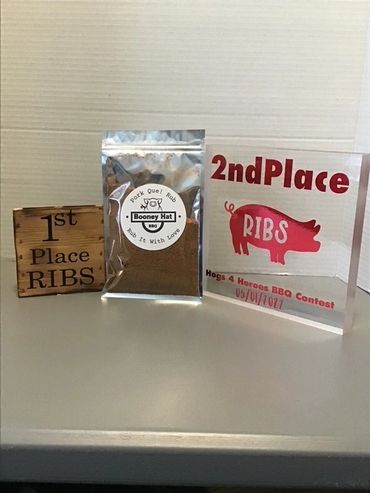 1st
Place
RIBS
Pork Que! Rub
Booney Hat
BBQ
Rub It With Love
2ndPlace
RIBS
Hogs 4 Heroes BBQ Contest
05/01/2022